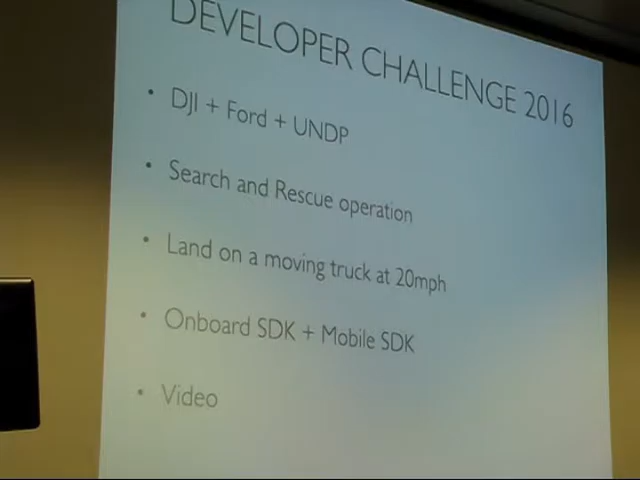 DEVELOPER CHALLENGE 2016
• DJI + Ford + UNDP
• Search and Rescue operation
• Land on a moving truck at 20mph
• Onboard SDK + Mobile SDK
• Video